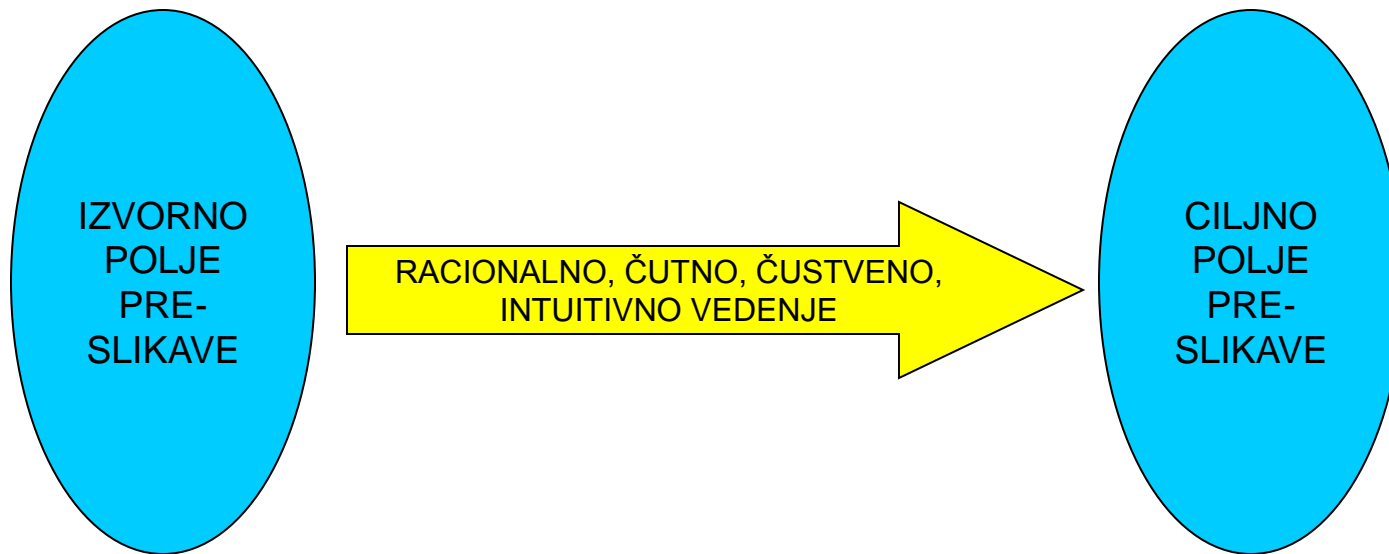 IZVORNO
POLJE
PRE-
SLIKAVE
RACIONALNO, ČUTNO, ČUSTVENO,
INTUITIVNO VEDENJE
CILJNO
POLJE
PRE-
SLIKAVE